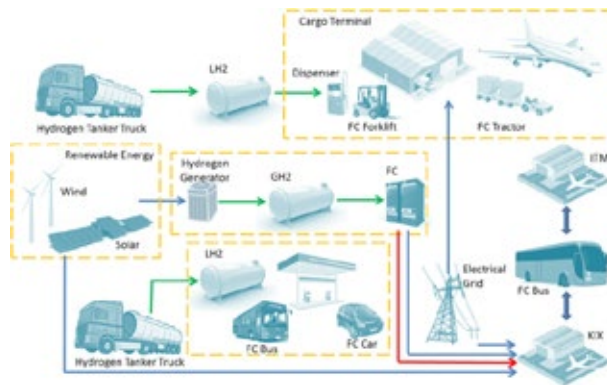 Cargo Terminal
LH2
Dispenser
Hydrogen Tanker Truck
FC Forklift
FC Tractor
Renewable Energy
Hydrogen
Generator
GH2
FC
ITM
Wind
Solar
LH2
Electrical
Grid
FC Bus
Hydrogen Tanker Truck
FC Bus
FC Car
KIX